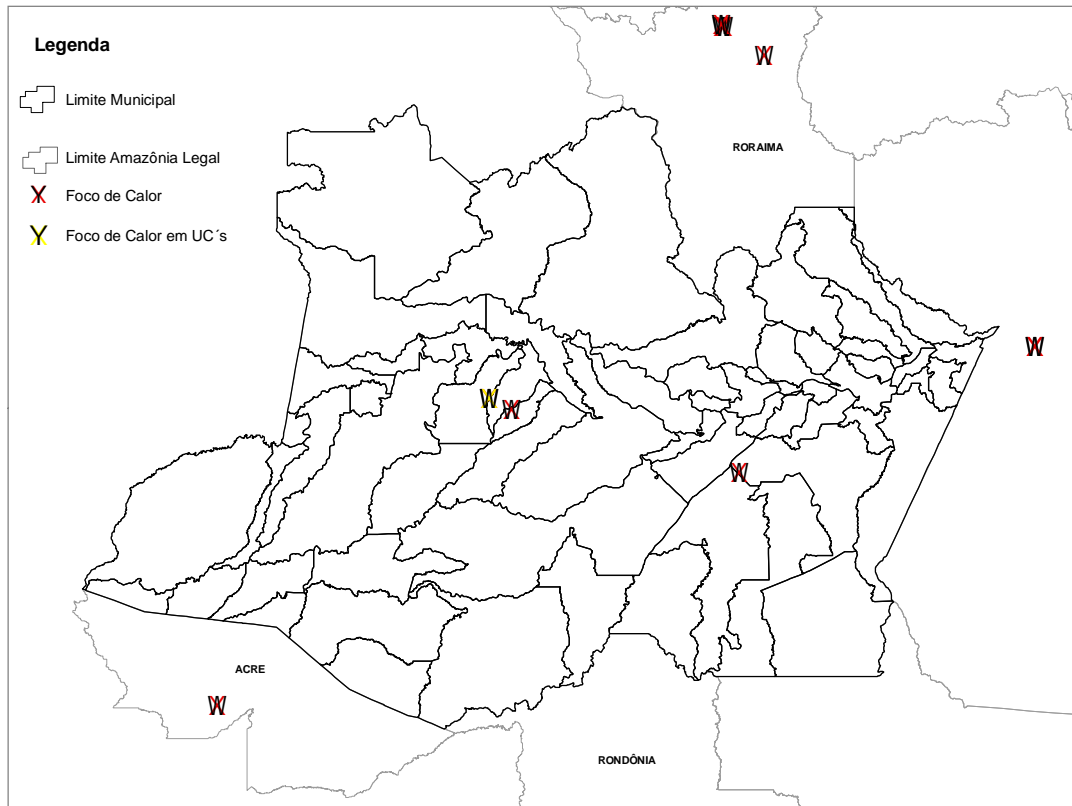 Legenda
Limite Municipal
Limite Amazônia Legal
Foco de Calor
Foco de Calor em UC´s
RORAIMA
ACRE
RONDÔNIA